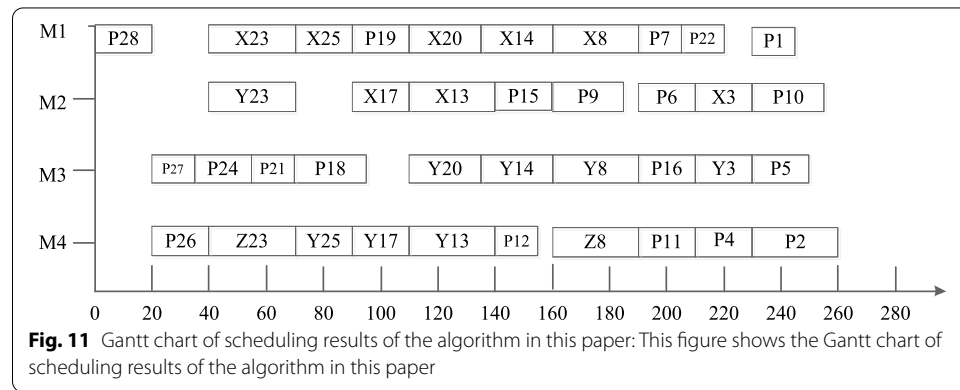 M1 P28 X23 X25 P19 X20 X14 X8 P7 P22 P1
M2 Y23 X17 X13 P15 P9 P6 X3 P10
M3 P27 P24 P21 P18 Y20 Y14 Y8 P16 Y3 P5
M4 P26 Z23 Y25 Y17 Y13 P12 Z8 P11 P4 P2
0 20 40 60 80 100 120 140 160 180 200 220 240 260 280
Fig. 11 Gantt chart of scheduling results of the algorithm in this paper: This figure shows the Gantt chart of
scheduling results of the algorithm in this paper